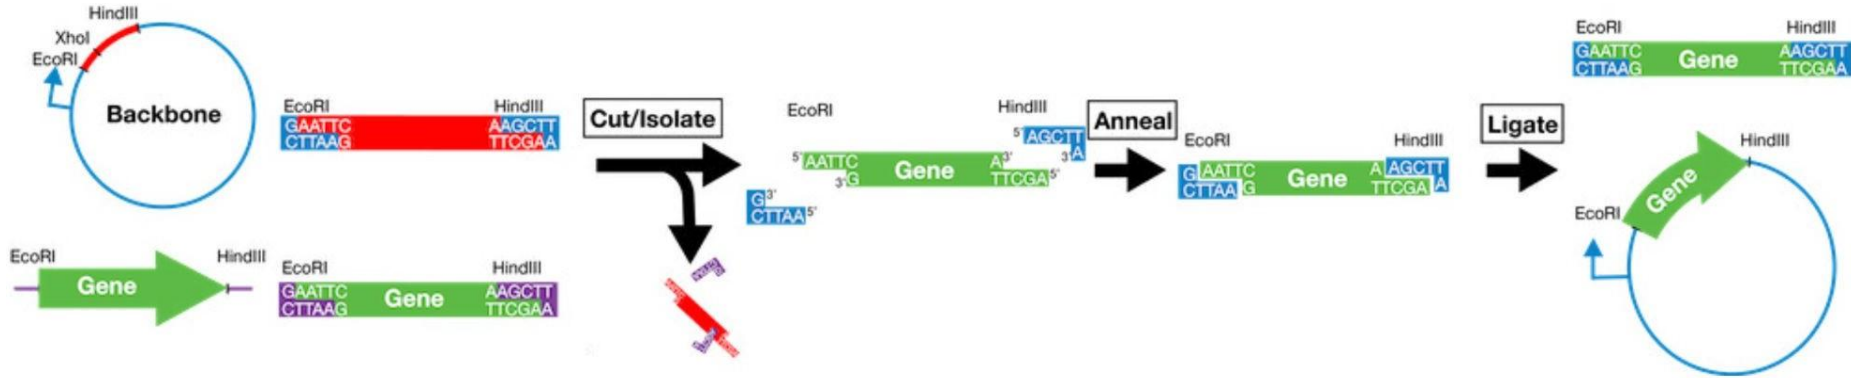 HindIII
XhoI
EcoRI
Backbone
EcoRI HindIII
GAATTC AAGCTT
CTTAAG TTCGAA
EcoRI HindIII
Gene
EcoRI HindIII
GAATTC Gene AAGCTT
CTTAAG TTCGAA
Cut/Isolate
EcoRI HindIII
5' AGCTT
3' A
5' AATTC Gene A 3'
3' G TTCGA 5'
G 3'
CTTAA 5'
Anneal
EcoRI HindIII
G AATTC Gene A AGCTT
CTTAA G TTCGA A
Ligate
EcoRI HindIII
GAATTC Gene AAGCTT
CTTAAG TTCGAA
HindIII
Gene
EcoRI